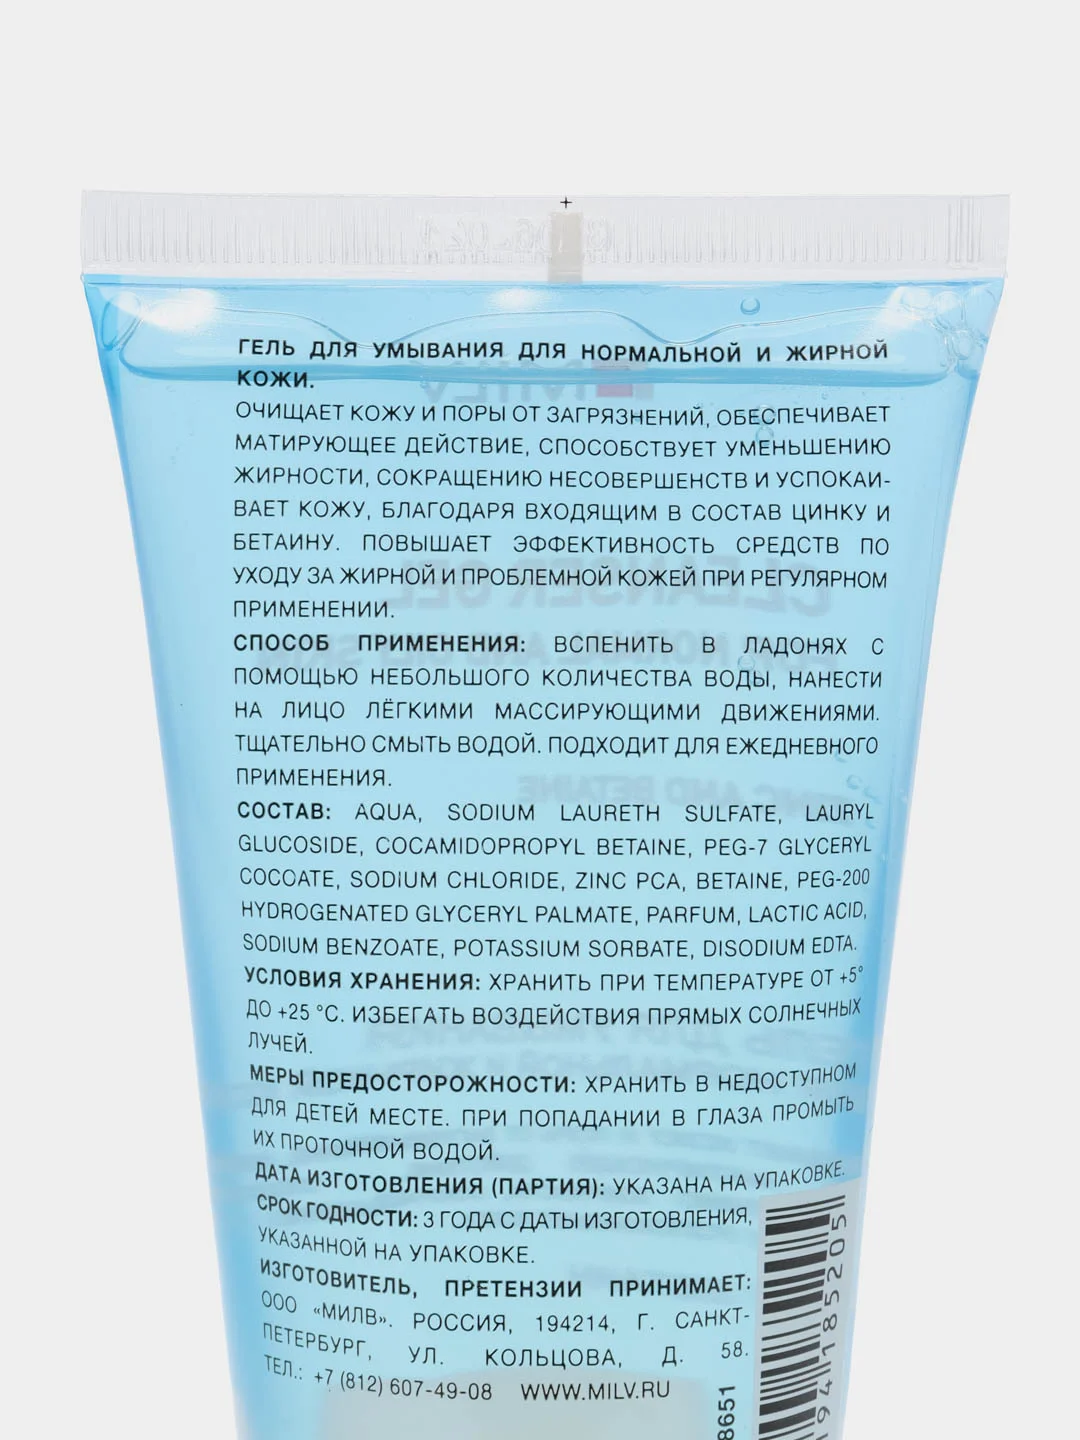 ГЕЛЬ ДЛЯ УМЫВАНИЯ ДЛЯ НОРМАЛЬНОЙ И ЖИРНОЙ
КОЖИ.
ОЧИЩАЕТ КОЖУ И ПОРЫ ОТ ЗАГРЯЗНЕНИЙ, ОБЕСПЕЧИВАЕТ
МАТИРУЮЩЕЕ ДЕЙСТВИЕ, СПОСОБСТВУЕТ УМЕНЬШЕНИЮ
ЖИРНОСТИ, СОКРАЩЕНИЮ НЕСОВЕРШЕНСТВ И УСПОКАИ-
ВАЕТ КОЖУ, БЛАГОДАРЯ ВХОДЯЩИМ В СОСТАВ ЦИНКУ И
БЕТАИНУ. ПОВЫШАЕТ ЭФФЕКТИВНОСТЬ СРЕДСТВ ПО
УХОДУ ЗА ЖИРНОЙ И ПРОБЛЕМНОЙ КОЖЕЙ ПРИ РЕГУЛЯРНОМ
ПРИМЕНЕНИИ.
СПОСОБ ПРИМЕНЕНИЯ: ВСПЕНИТЬ В ЛАДОНЯХ С
ПОМОЩЬЮ НЕБОЛЬШОГО КОЛИЧЕСТВА ВОДЫ, НАНЕСТИ
НА ЛИЦО ЛЁГКИМИ МАССИРУЮЩИМИ ДВИЖЕНИЯМИ.
ТЩАТЕЛЬНО СМЫТЬ ВОДОЙ. ПОДХОДИТ ДЛЯ ЕЖЕДНЕВНОГО
ПРИМЕНЕНИЯ.
СОСТАВ: AQUA, SODIUM LAURETH SULFATE, LAURYL
GLUCOSIDE, COCAMIDOPROPYL BETAINE, PEG-7 GLYCERYL
COCOATE, SODIUM CHLORIDE, ZINC PCA, BETAINE, PEG-200
HYDROGENATED GLYCERYL PALMATE, PARFUM, LACTIC ACID,
SODIUM BENZOATE, POTASSIUM SORBATE, DISODIUM EDTA.
УСЛОВИЯ ХРАНЕНИЯ: ХРАНИТЬ ПРИ ТЕМПЕРАТУРЕ ОТ +5°
ДО +25 °С. ИЗБЕГАТЬ ВОЗДЕЙСТВИЯ ПРЯМЫХ СОЛНЕЧНЫХ
ЛУЧЕЙ.
МЕРЫ ПРЕДОСТОРОЖНОСТИ: ХРАНИТЬ В НЕДОСТУПНОМ
ДЛЯ ДЕТЕЙ МЕСТЕ. ПРИ ПОПАДАНИИ В ГЛАЗА ПРОМЫТЬ
ИХ ПРОТОЧНОЙ ВОДОЙ.
ДАТА ИЗГОТОВЛЕНИЯ (ПАРТИЯ): УКАЗАНА НА УПАКОВКЕ.
СРОК ГОДНОСТИ: 3 ГОДА С ДАТЫ ИЗГОТОВЛЕНИЯ,
УКАЗАННОЙ НА УПАКОВКЕ.
ИЗГОТОВИТЕЛЬ, ПРЕТЕНЗИИ ПРИНИМАЕТ:
ООО «МИЛВ». РОССИЯ, 194214, Г. САНКТ-
ПЕТЕРБУРГ, УЛ. КОЛЬЦОВА, Д. 58.
ТЕЛ.: +7 (812) 607-49-08 WWW.MILV.RU
8651
194185205